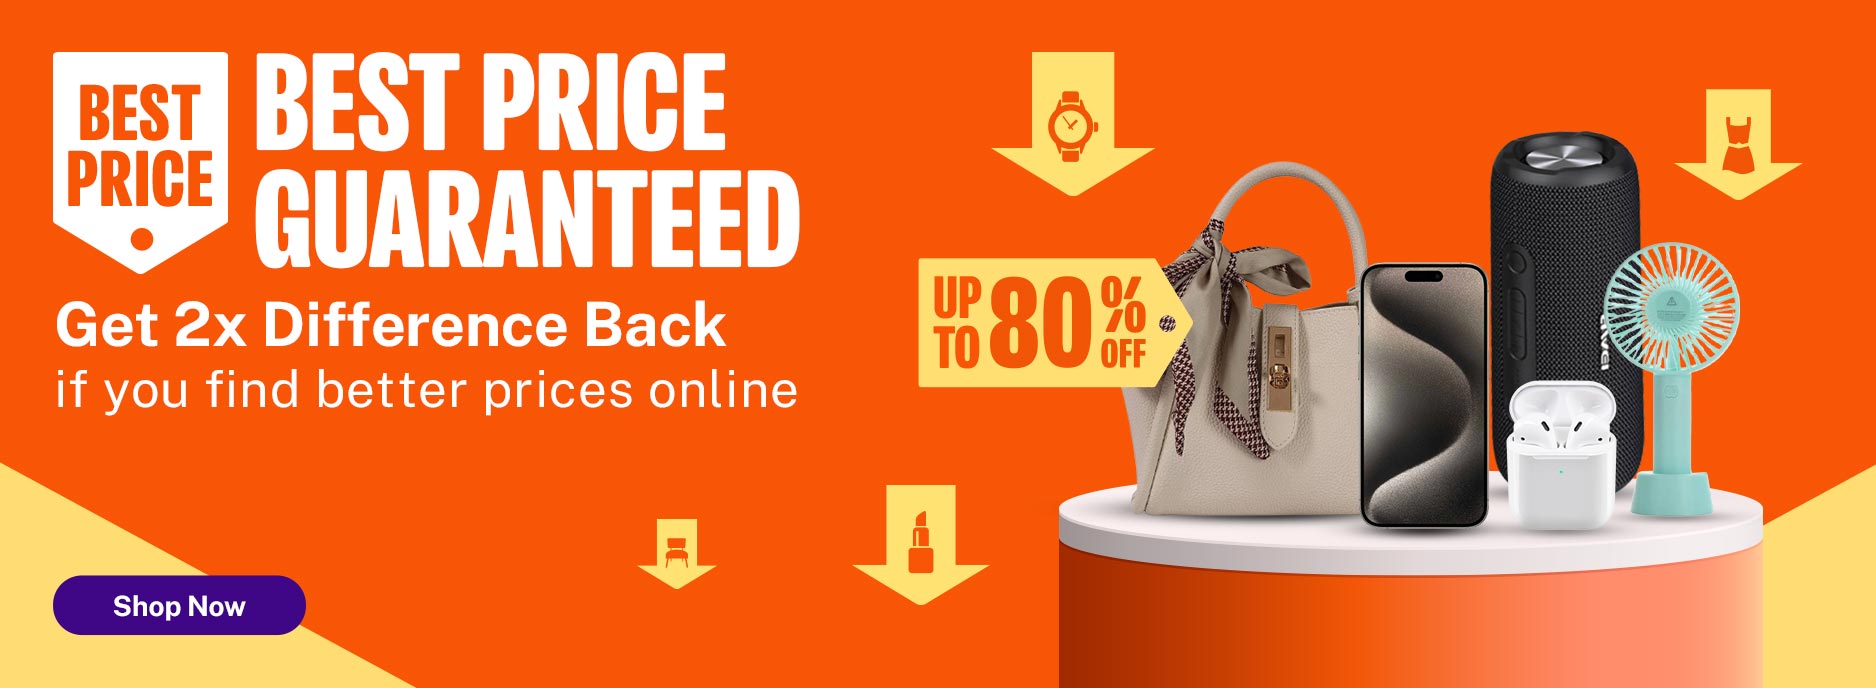 BEST
PRICE
BEST PRICE
GUARANTEED
Get 2x Difference Back
if you find better prices online
UP
TO
80%
OFF
Shop Now